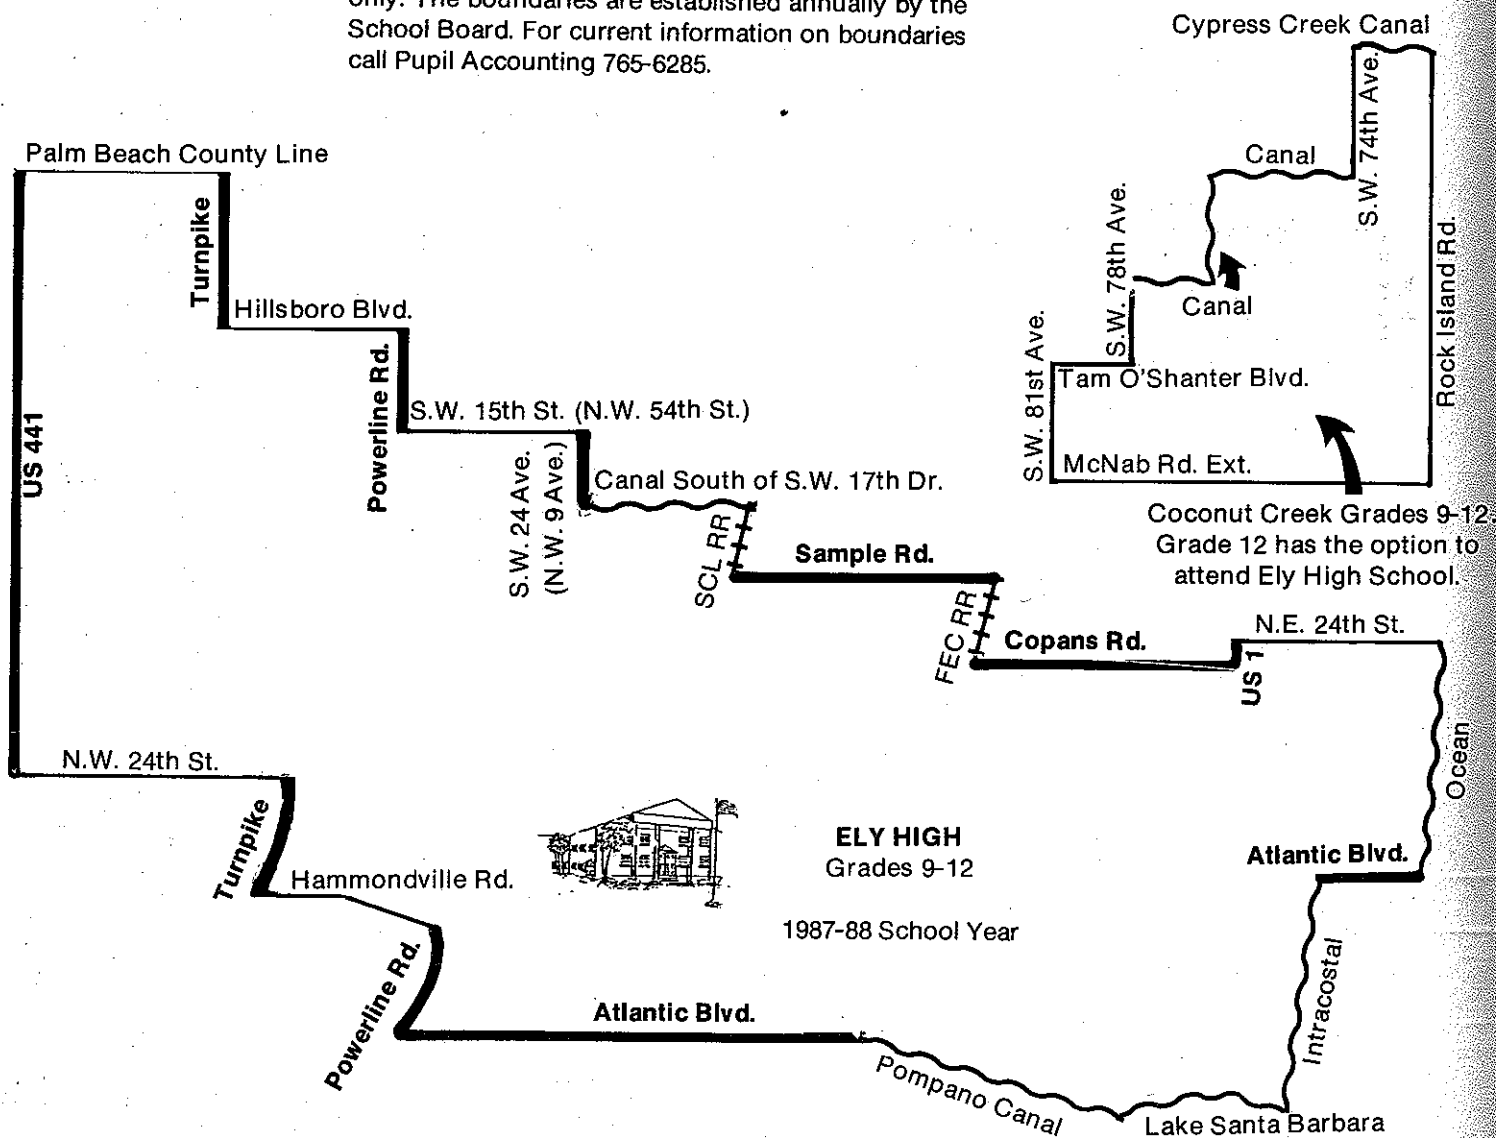 only. The boundaries are established annually by the
School Board. For current information on boundaries
call Pupil Accounting 765-6285.
Cypress Creek Canal
S.W. 74th Ave.
Canal
Rock Island Rd.
S.W. 78th Ave.
Canal
S.W. 81st Ave.
Tam O'Shanter Blvd.
McNab Rd. Ext.
Coconut Creek Grades 9-12.
Grade 12 has the option to
attend Ely High School.
Palm Beach County Line
Turnpike
Hillsboro Blvd.
Powerline Rd.
US 441
S.W. 15th St. (N.W. 54th St.)
S.W. 24 Ave.
(N.W. 9 Ave.)
Canal South of S.W. 17th Dr.
SCL RR
Sample Rd.
FEC RR
Copans Rd.
US 1
N.E. 24th St.
Ocean
N.W. 24th St.
Turnpike
Hammondville Rd.
ELY HIGH
Grades 9-12
1987-88 School Year
Atlantic Blvd.
Intracostal
Powerline Rd.
Atlantic Blvd.
Pompano Canal
Lake Santa Barbara